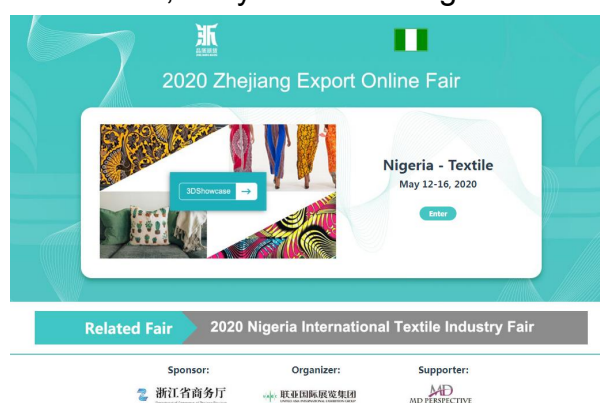 浙
2020 Zhejiang Export Online Fair
Nigeria - Textile
May 12-16, 2020
3DShowcase →
Enter
Related Fair
2020 Nigeria International Textile Industry Fair
Sponsor:
Organizer:
Supporter:
浙江省商务厅
联亚国际展览集团
MD
MD PERSPECTIVE